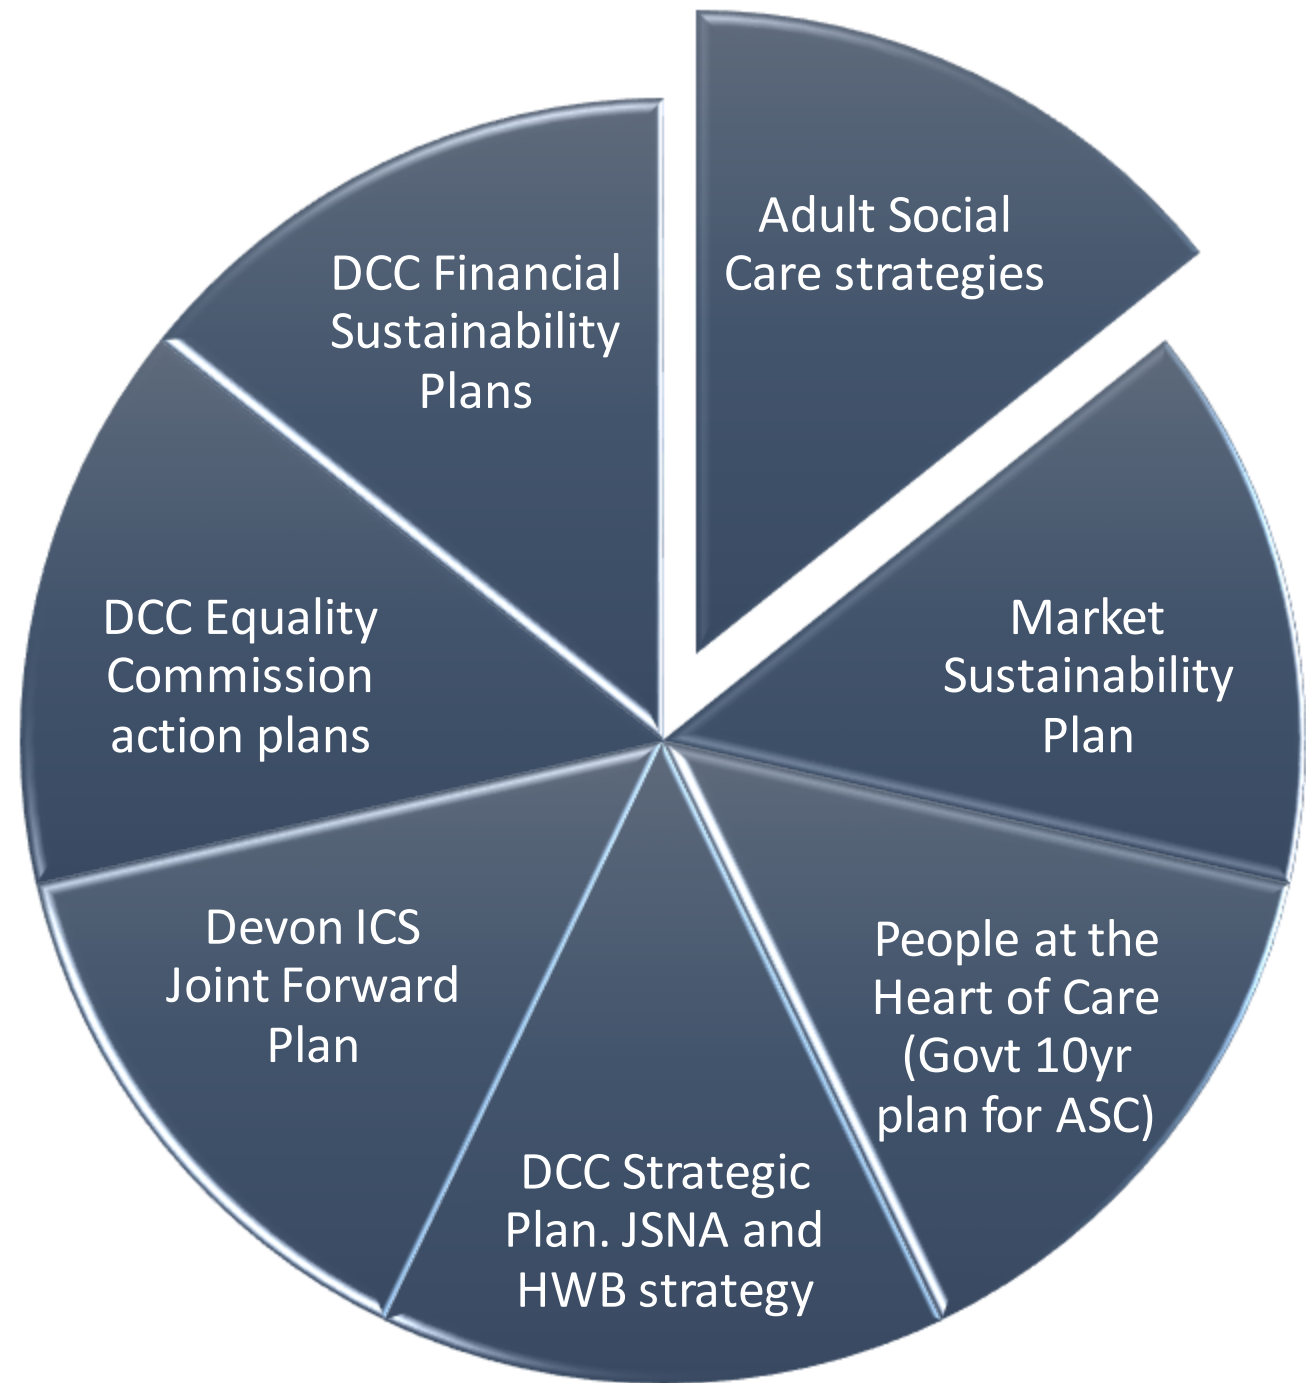 Adult Social
Care strategies
Market
Sustainability
Plan
People at the
Heart of Care
(Govt 10yr
plan for ASC)
DCC Strategic
Plan. JSNA and
HWB strategy
Devon ICS
Joint Forward
Plan
DCC Equality
Commission
action plans
DCC Financial
Sustainability
Plans